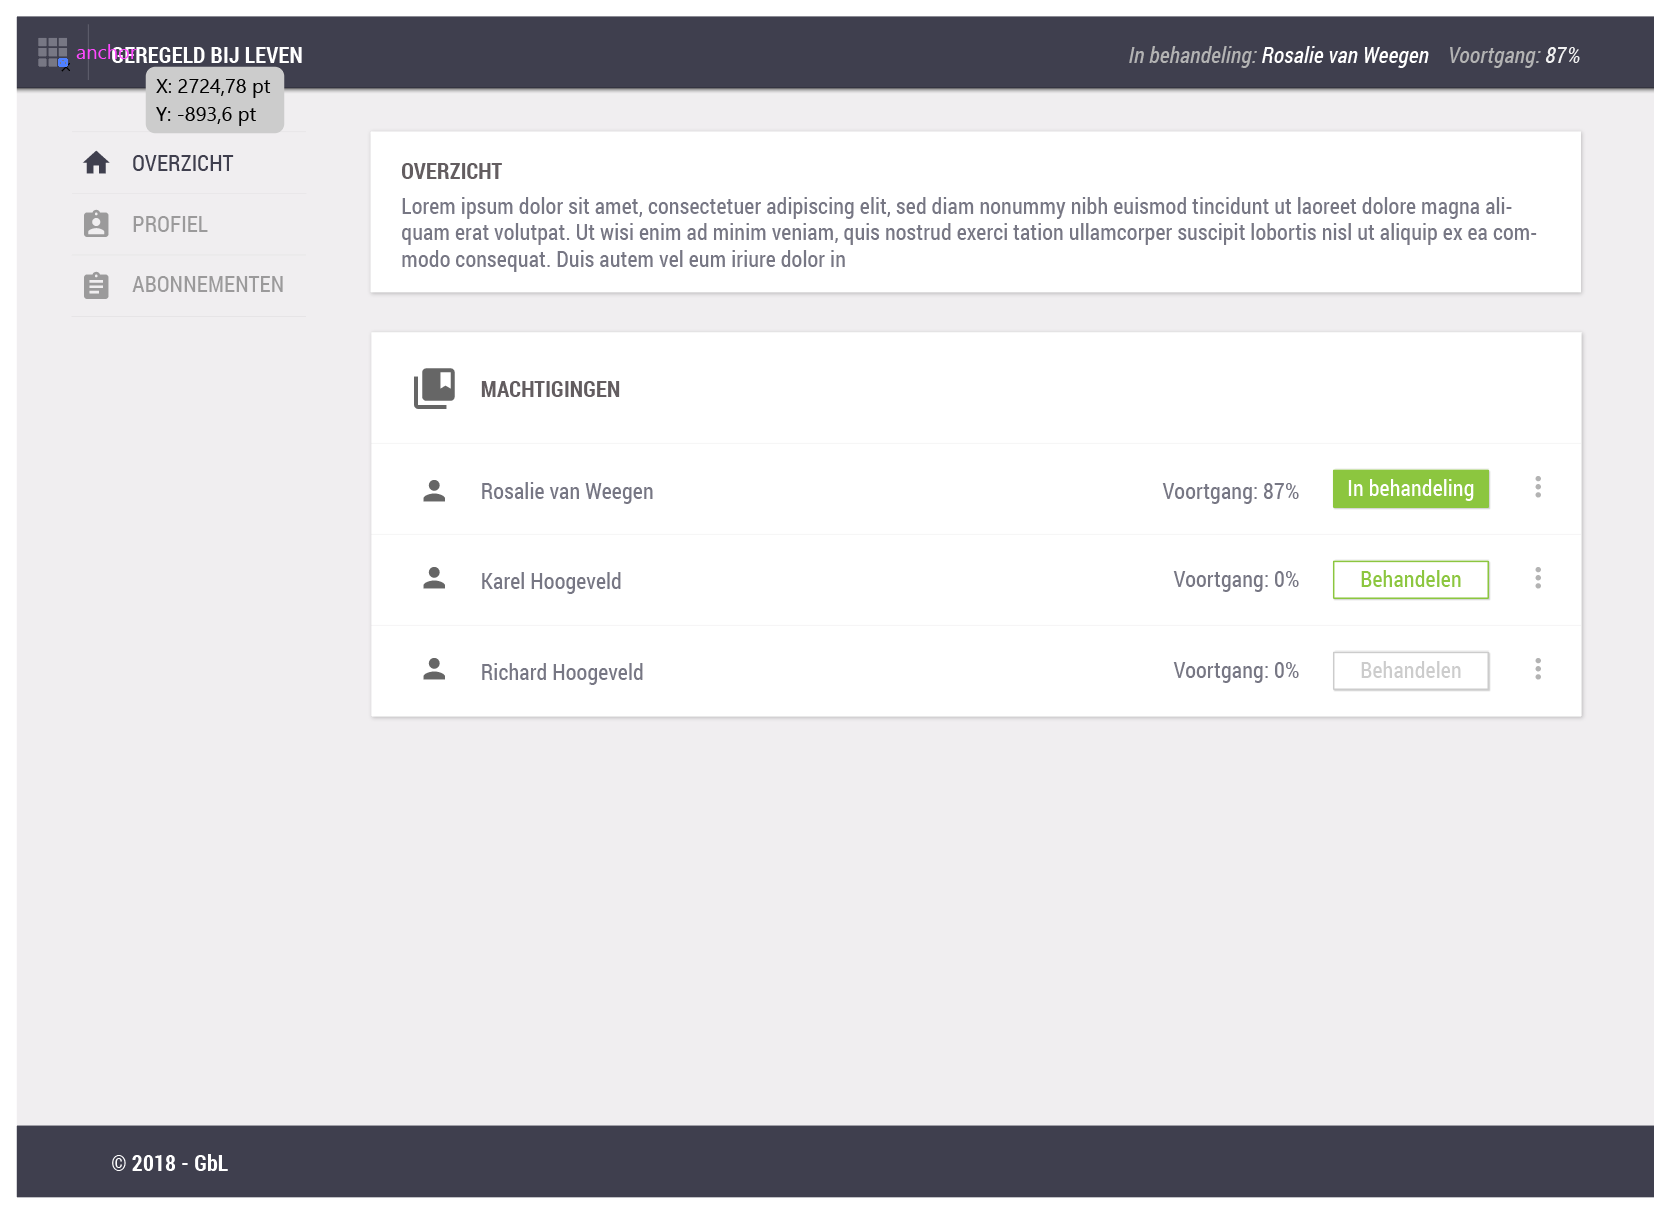 anchor
GEREGELD BIJ LEVEN
In behandeling: Rosalie van Weegen Voortgang: 87%
X: 2724,78 pt
Y: -893,6 pt
OVERZICHT
PROFIEL
ABONNEMENTEN
OVERZICHT
Lorem ipsum dolor sit amet, consectetuer adipiscing elit, sed diam nonummy nibh euismod tincidunt ut laoreet dolore magna ali-
quam erat volutpat. Ut wisi enim ad minim veniam, quis nostrud exerci tation ullamcorper suscipit lobortis nisl ut aliquip ex ea com-
modo consequat. Duis autem vel eum iriure dolor in
MACHTIGINGEN
Rosalie van Weegen Voortgang: 87% In behandeling
Karel Hoogeveld Voortgang: 0% Behandelen
Richard Hoogeveld Voortgang: 0% Behandelen
© 2018 - GbL